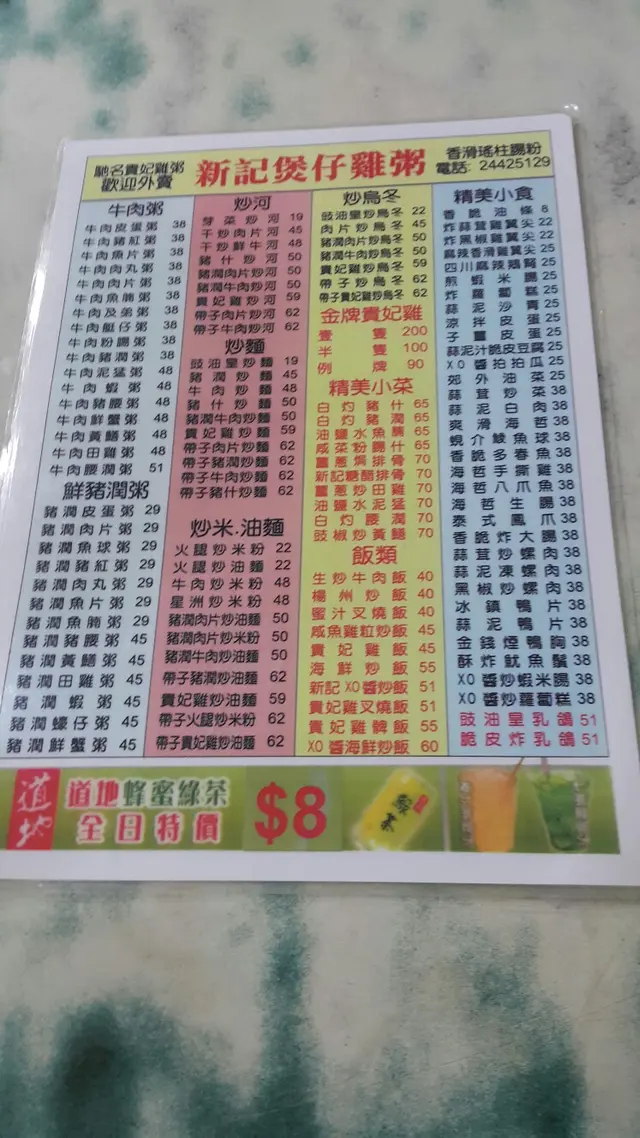 馳名貴妃雞粥
歡迎外賣
新記煲仔雞粥
香滑瑤柱腸粉
電話: 24425129
牛肉粥
牛肉皮蛋粥 38
牛肉豬紅粥 38
牛肉魚片粥 38
牛肉肉丸粥 38
牛肉肉片粥 38
牛肉魚腩粥 38
牛肉及弟粥 38
牛肉艇仔粥 38
牛肉粉腸粥 38
牛肉豬潤粥 38
牛肉泥猛粥 48
牛肉蝦粥 48
牛肉豬腰粥 48
牛肉鮮蟹粥 48
牛肉黃鱔粥 48
牛肉田雞粥 48
牛肉腰潤粥 51
鮮豬潤粥
豬潤皮蛋粥 29
豬潤肉片粥 29
豬潤魚球粥 29
豬潤豬紅粥 29
豬潤肉丸粥 29
豬潤魚片粥 29
豬潤魚腩粥 29
豬潤豬腰粥 45
豬潤黃鱔粥 45
豬潤田雞粥 45
豬潤蝦粥 45
豬潤蠔仔粥 45
豬潤鮮蟹粥 45
炒河
芽菜炒河 19
干炒肉片河 45
干炒鮮牛河 48
豬什炒河 50
豬潤肉片炒河 50
豬潤牛肉炒河 50
貴妃雞炒河 59
帶子肉片炒河 62
帶子牛肉炒河 62
炒麵
豉油皇炒麵 19
豬潤炒麵 45
牛肉炒麵 48
豬什炒麵 50
豬潤牛肉炒麵 50
貴妃雞炒麵 59
帶子肉片炒麵 62
帶子豬潤炒麵 62
帶子牛肉炒麵 62
帶子豬什炒麵 62
炒米.油麵
火腿炒米粉 22
火腿炒油麵 22
牛肉炒米粉 48
星洲炒米粉 48
豬潤肉片炒油麵 50
豬潤肉片炒米粉 50
豬潤牛肉炒油麵 50
帶子豬潤炒油麵 62
貴妃雞炒油麵 59
帶子火腿炒米粉 62
帶子貴妃雞炒油麵 62
炒烏冬
豉油皇炒烏冬 22
肉片炒烏冬 45
豬潤肉片炒烏冬 50
豬潤牛肉炒烏冬 50
貴妃雞炒烏冬 59
帶子炒烏冬 62
帶子貴妃雞炒烏冬 62
金牌貴妃雞
壹隻 200
半隻 100
例牌 90
精美小菜
白灼豬什 65
白灼豬潤 65
油鹽水魚鬚 65
咸菜粉腸什 65
薑蔥焗排骨 70
新記糖醋排骨 70
薑蔥炒田雞 70
油鹽水泥猛 70
白灼腰潤 70
豉椒炒黃鱔 70
飯類
生炒牛肉飯 40
楊州炒飯 40
蜜汁叉燒飯 40
咸魚雞粒炒飯 45
貴妃雞飯 45
海鮮炒飯 55
新記XO醬炒飯 51
貴妃雞叉燒飯 51
貴妃雞髀飯 55
XO醬海鮮炒飯 60
精美小食
香脆油條 8
炸蒜茸雞翼尖 22
炸黑椒雞翼尖 22
麻辣香滑雞翼尖 25
四川麻辣鵝腎 25
煎蝦米腸 25
炸蘿蔔糕 25
蒜泥沙青 25
涼拌皮蛋 25
子薑皮蛋 25
蒜泥汁脆皮豆腐 25
XO醬拍拍瓜 25
郊外油菜 25
蒜茸炒菜 38
蒜泥白肉 38
爽滑海哲 38
蜆介鯪魚球 38
香脆多春魚 38
海哲手撕雞 38
海哲八爪魚 38
海哲生腸 38
泰式鳳爪 38
香脆炸大腸 38
蒜茸炒螺肉 38
蒜泥凍螺肉 38
黑椒炒螺肉 38
冰鎮鴨片 38
蒜泥鴨片 38
金錢煙鴨胸 38
酥炸魷魚鬚 38
XO醬炒蝦米腸 38
XO醬炒蘿蔔糕 38
豉油皇乳鴿 51
脆皮炸乳鴿 51
道地
道地蜂蜜綠茶
全日特價
$8